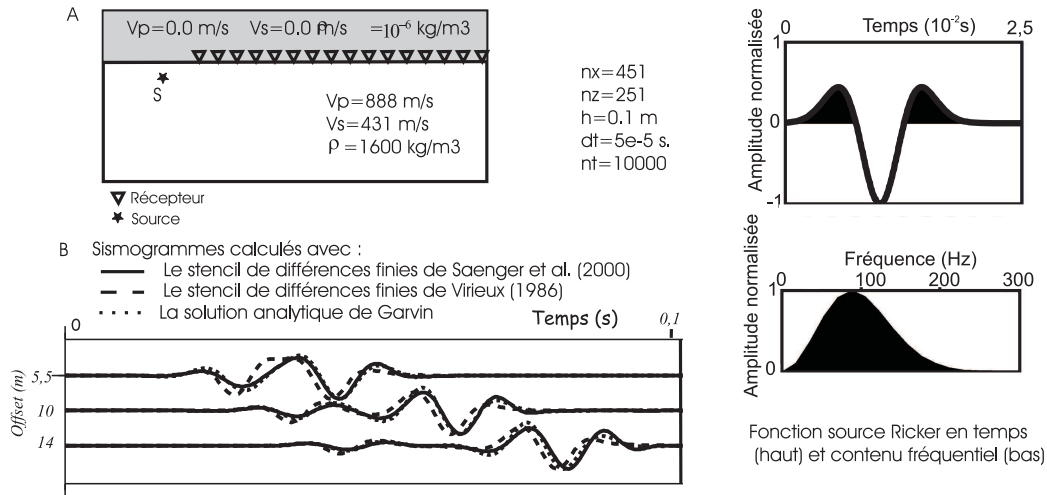 A
Vp=0.0 m/s Vs=0.0 m/s ρ =10⁻⁶ kg/m3
S
Vp=888 m/s
Vs=431 m/s
ρ =1600 kg/m3
nx=451
nz=251
h=0.1 m
dt=5e-5 s.
nt=10000
Récepteur
Source
B Sismogrammes calculés avec :
Le stencil de différences finies de Saenger et al. (2000)
Le stencil de différences finies de Virieux (1986)
La solution analytique de Garvin
0 Temps (s) 0,1
Offset (m)
5,5
10
14
0 Temps (10⁻²s) 2,5
Amplitude normalisée
1
0
-1
Fréquence (Hz)
0 100 200 300
Amplitude normalisée
1
0
Fonction source Ricker en temps
(haut) et contenu fréquentiel (bas)